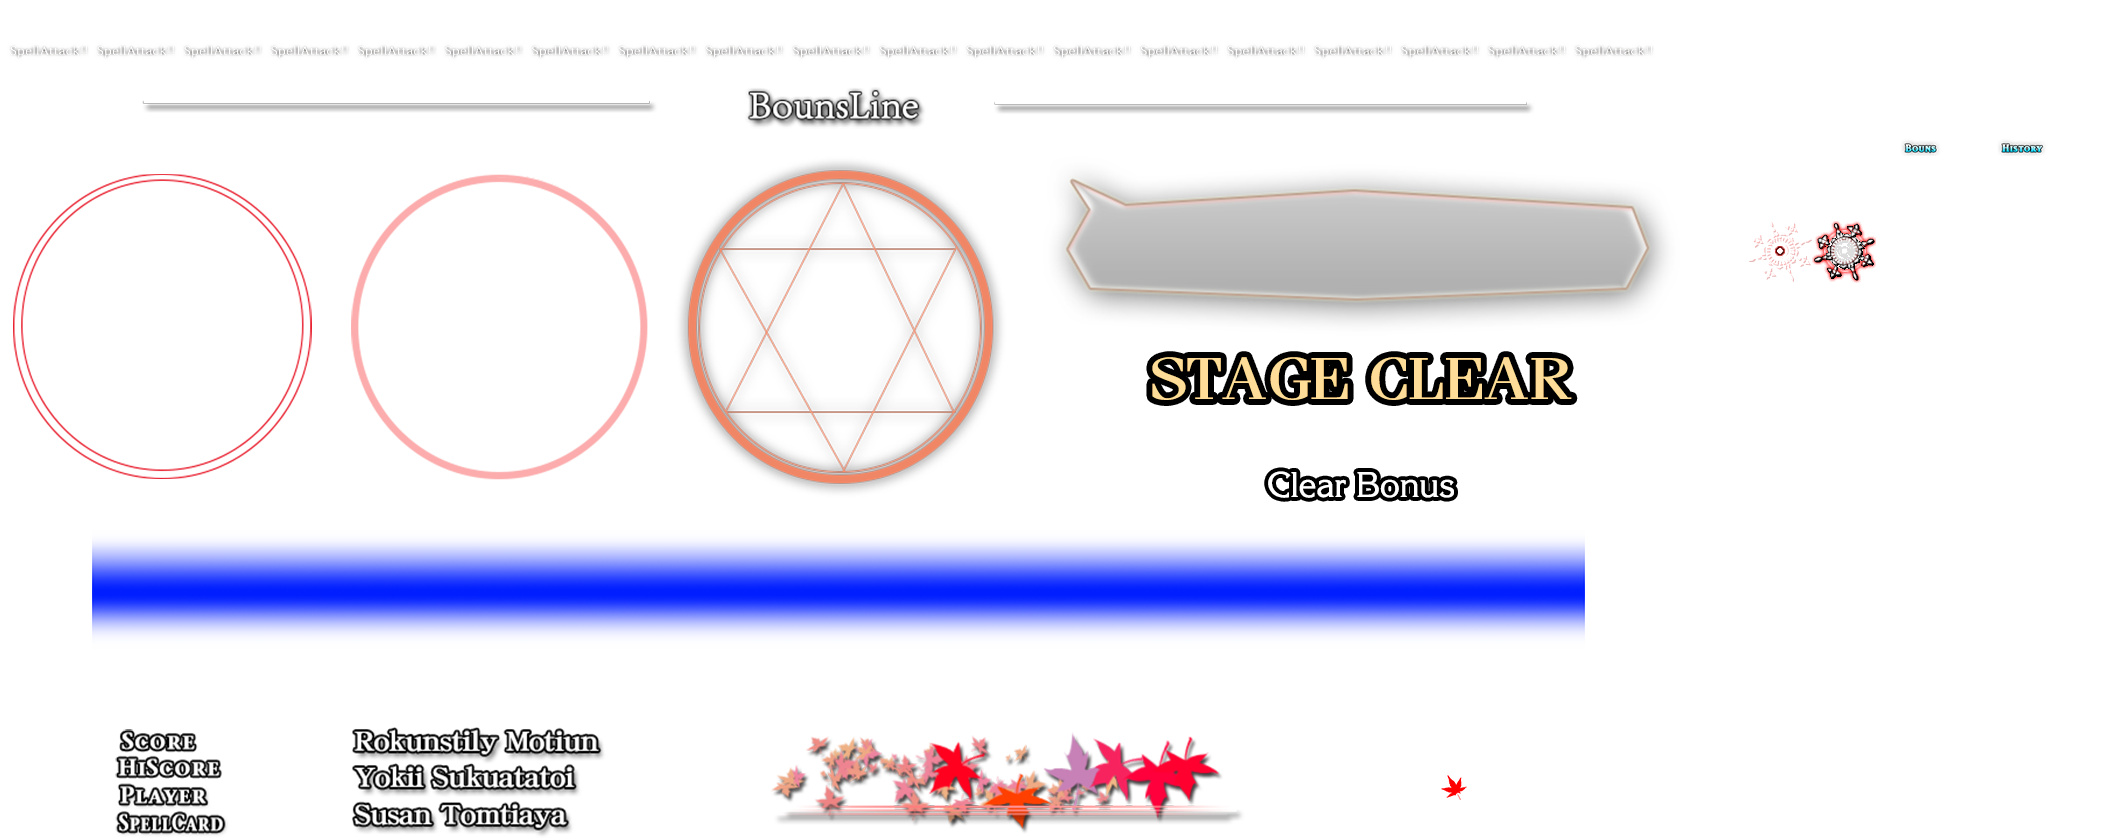 SpellAttack!! SpellAttack!! SpellAttack!! SpellAttack!! SpellAttack!! SpellAttack!! SpellAttack!! SpellAttack!! SpellAttack!! SpellAttack!! SpellAttack!! SpellAttack!! SpellAttack!! SpellAttack!! SpellAttack!! SpellAttack!! SpellAttack!! SpellAttack!! SpellAttack!!
BounsLine
Bouns History
STAGE CLEAR
Clear Bonus
Score
HiScore
Player
SpellCard
Rokunstily Motiun
Yokii Sukuatatoi
Susan Tomtiaya